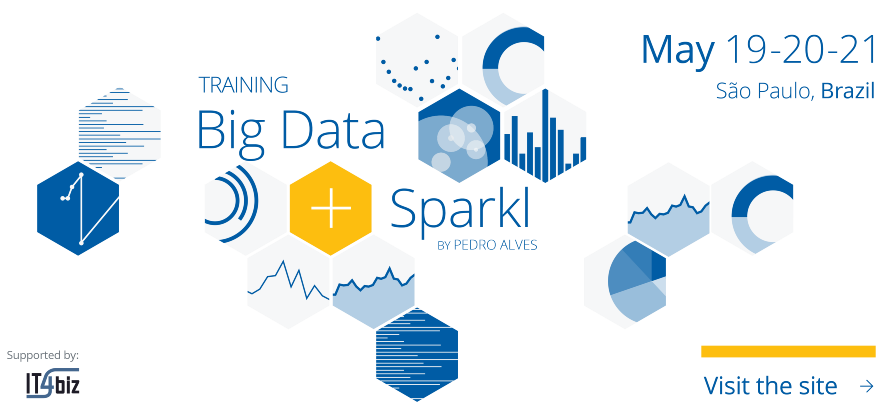 TRAINING
Big Data
+
Sparkl
BY PEDRO ALVES
May 19-20-21
São Paulo, Brazil
Supported by:
IT4biz
Visit the site →